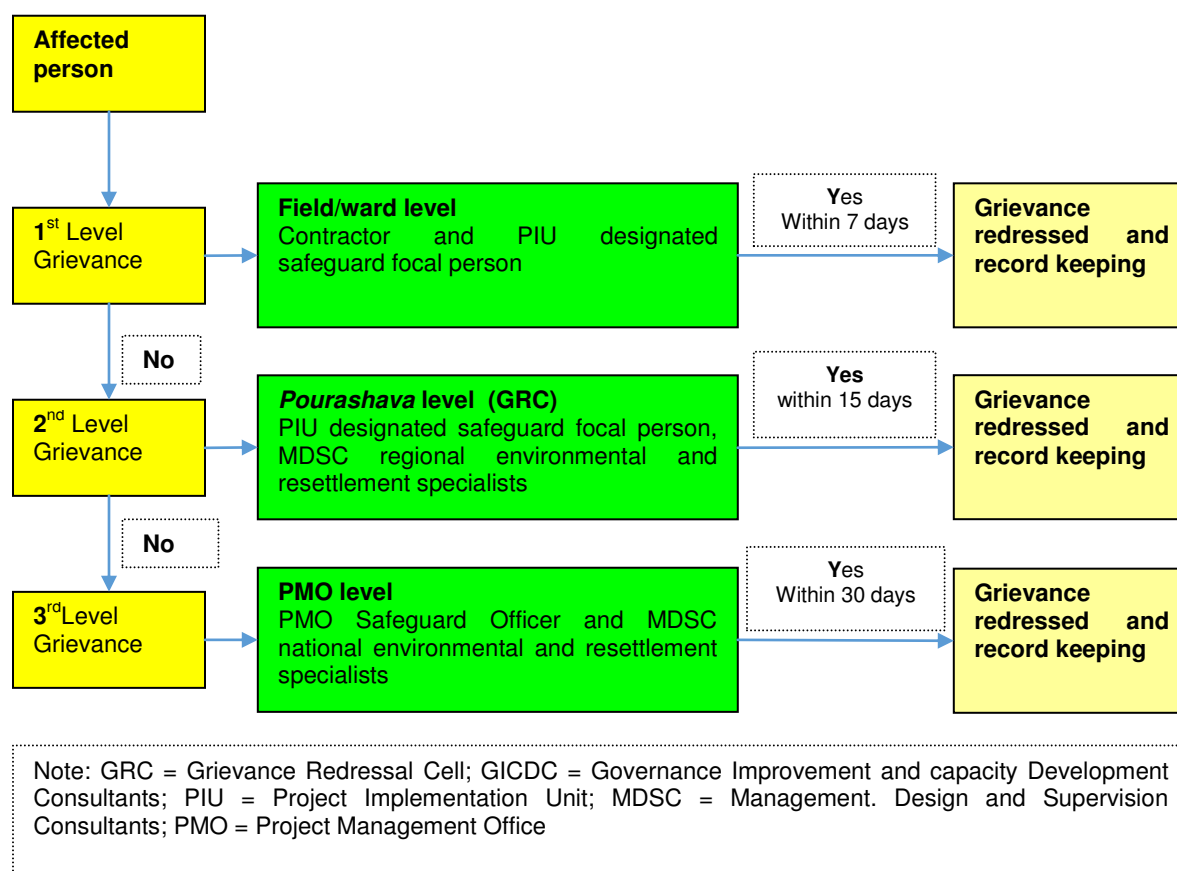 Affected
person
1st Level
Grievance
Field/ward level
Contractor and PIU designated
safeguard focal person
Yes
Within 7 days
Grievance
redressed and
record keeping
No
2nd Level
Grievance
Pourashava level (GRC)
PIU designated safeguard focal person,
MDSC regional environmental and
resettlement specialists
Yes
within 15 days
Grievance
redressed and
record keeping
No
3rdLevel
Grievance
PMO level
PMO Safeguard Officer and MDSC
national environmental and resettlement
specialists
Yes
Within 30 days
Grievance
redressed and
record keeping
Note: GRC = Grievance Redressal Cell; GICDC = Governance Improvement and capacity Development
Consultants; PIU = Project Implementation Unit; MDSC = Management. Design and Supervision
Consultants; PMO = Project Management Office